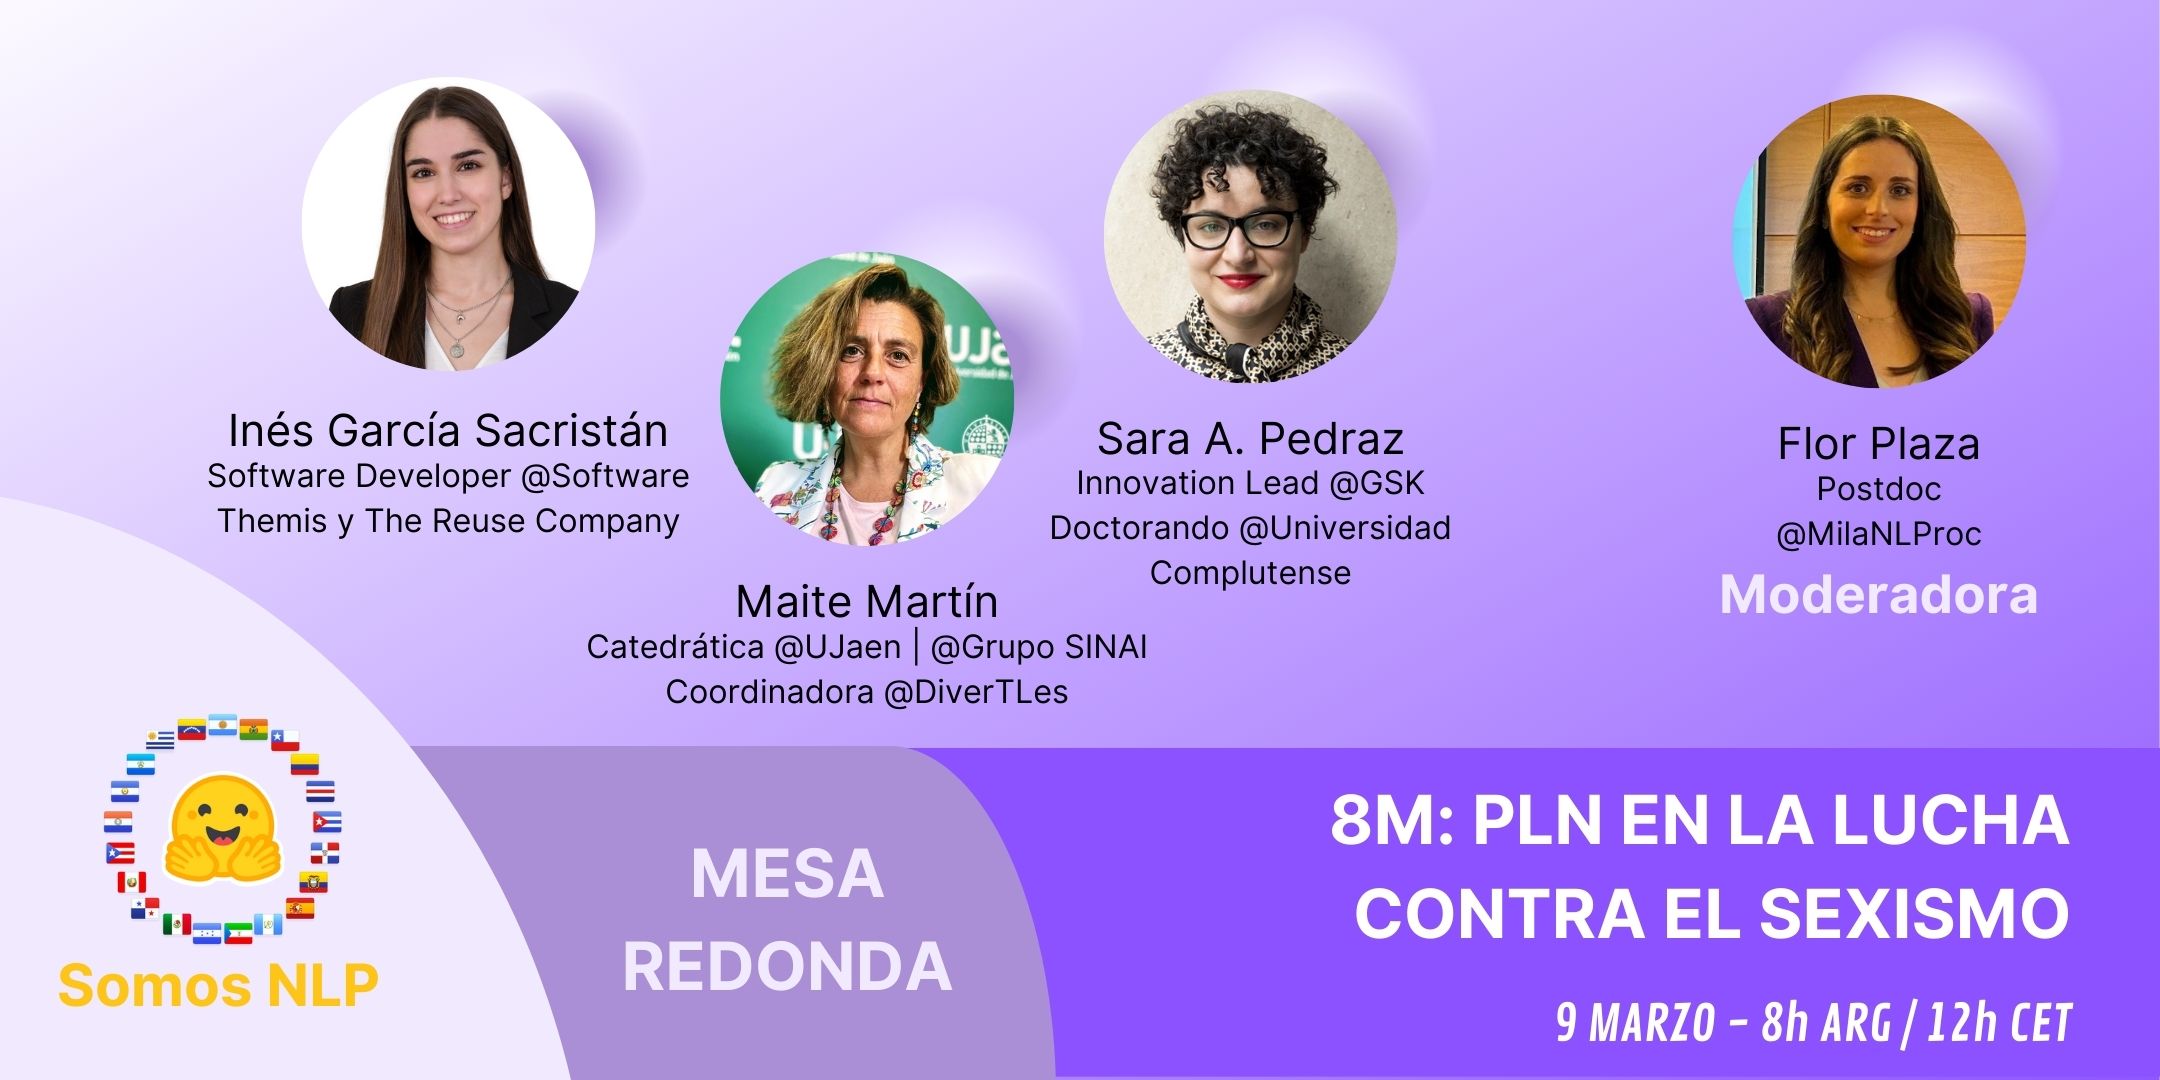 Inés García Sacristán
Software Developer @Software
Themis y The Reuse Company
Maite Martín
Catedrática @UJaen | @Grupo SINAI
Coordinadora @DiverTLes
Sara A. Pedraz
Innovation Lead @GSK
Doctorando @Universidad
Complutense
Flor Plaza
Postdoc
@MilaNLProc
Moderadora
Somos NLP
MESA
REDONDA
8M: PLN EN LA LUCHA
CONTRA EL SEXISMO
9 MARZO - 8h ARG / 12h CET